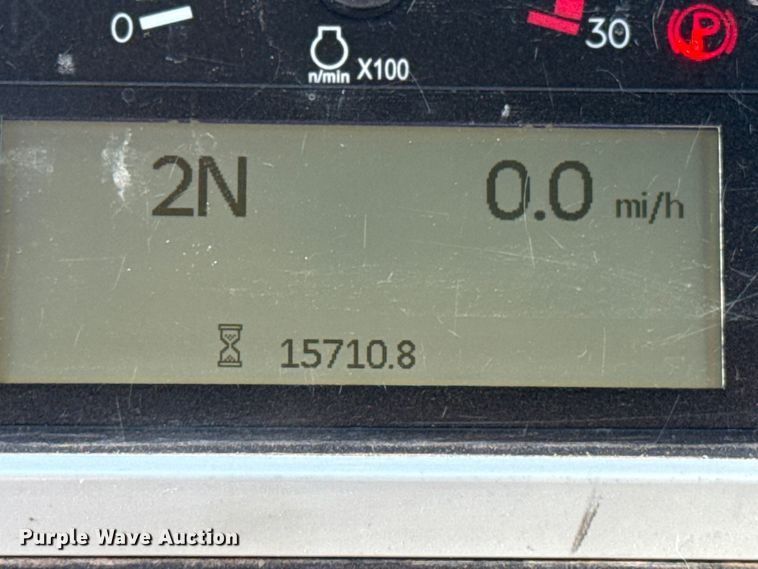 0
30
P
n/min X100
2N 0.0 mi/h
15710.8
Purple Wave Auction